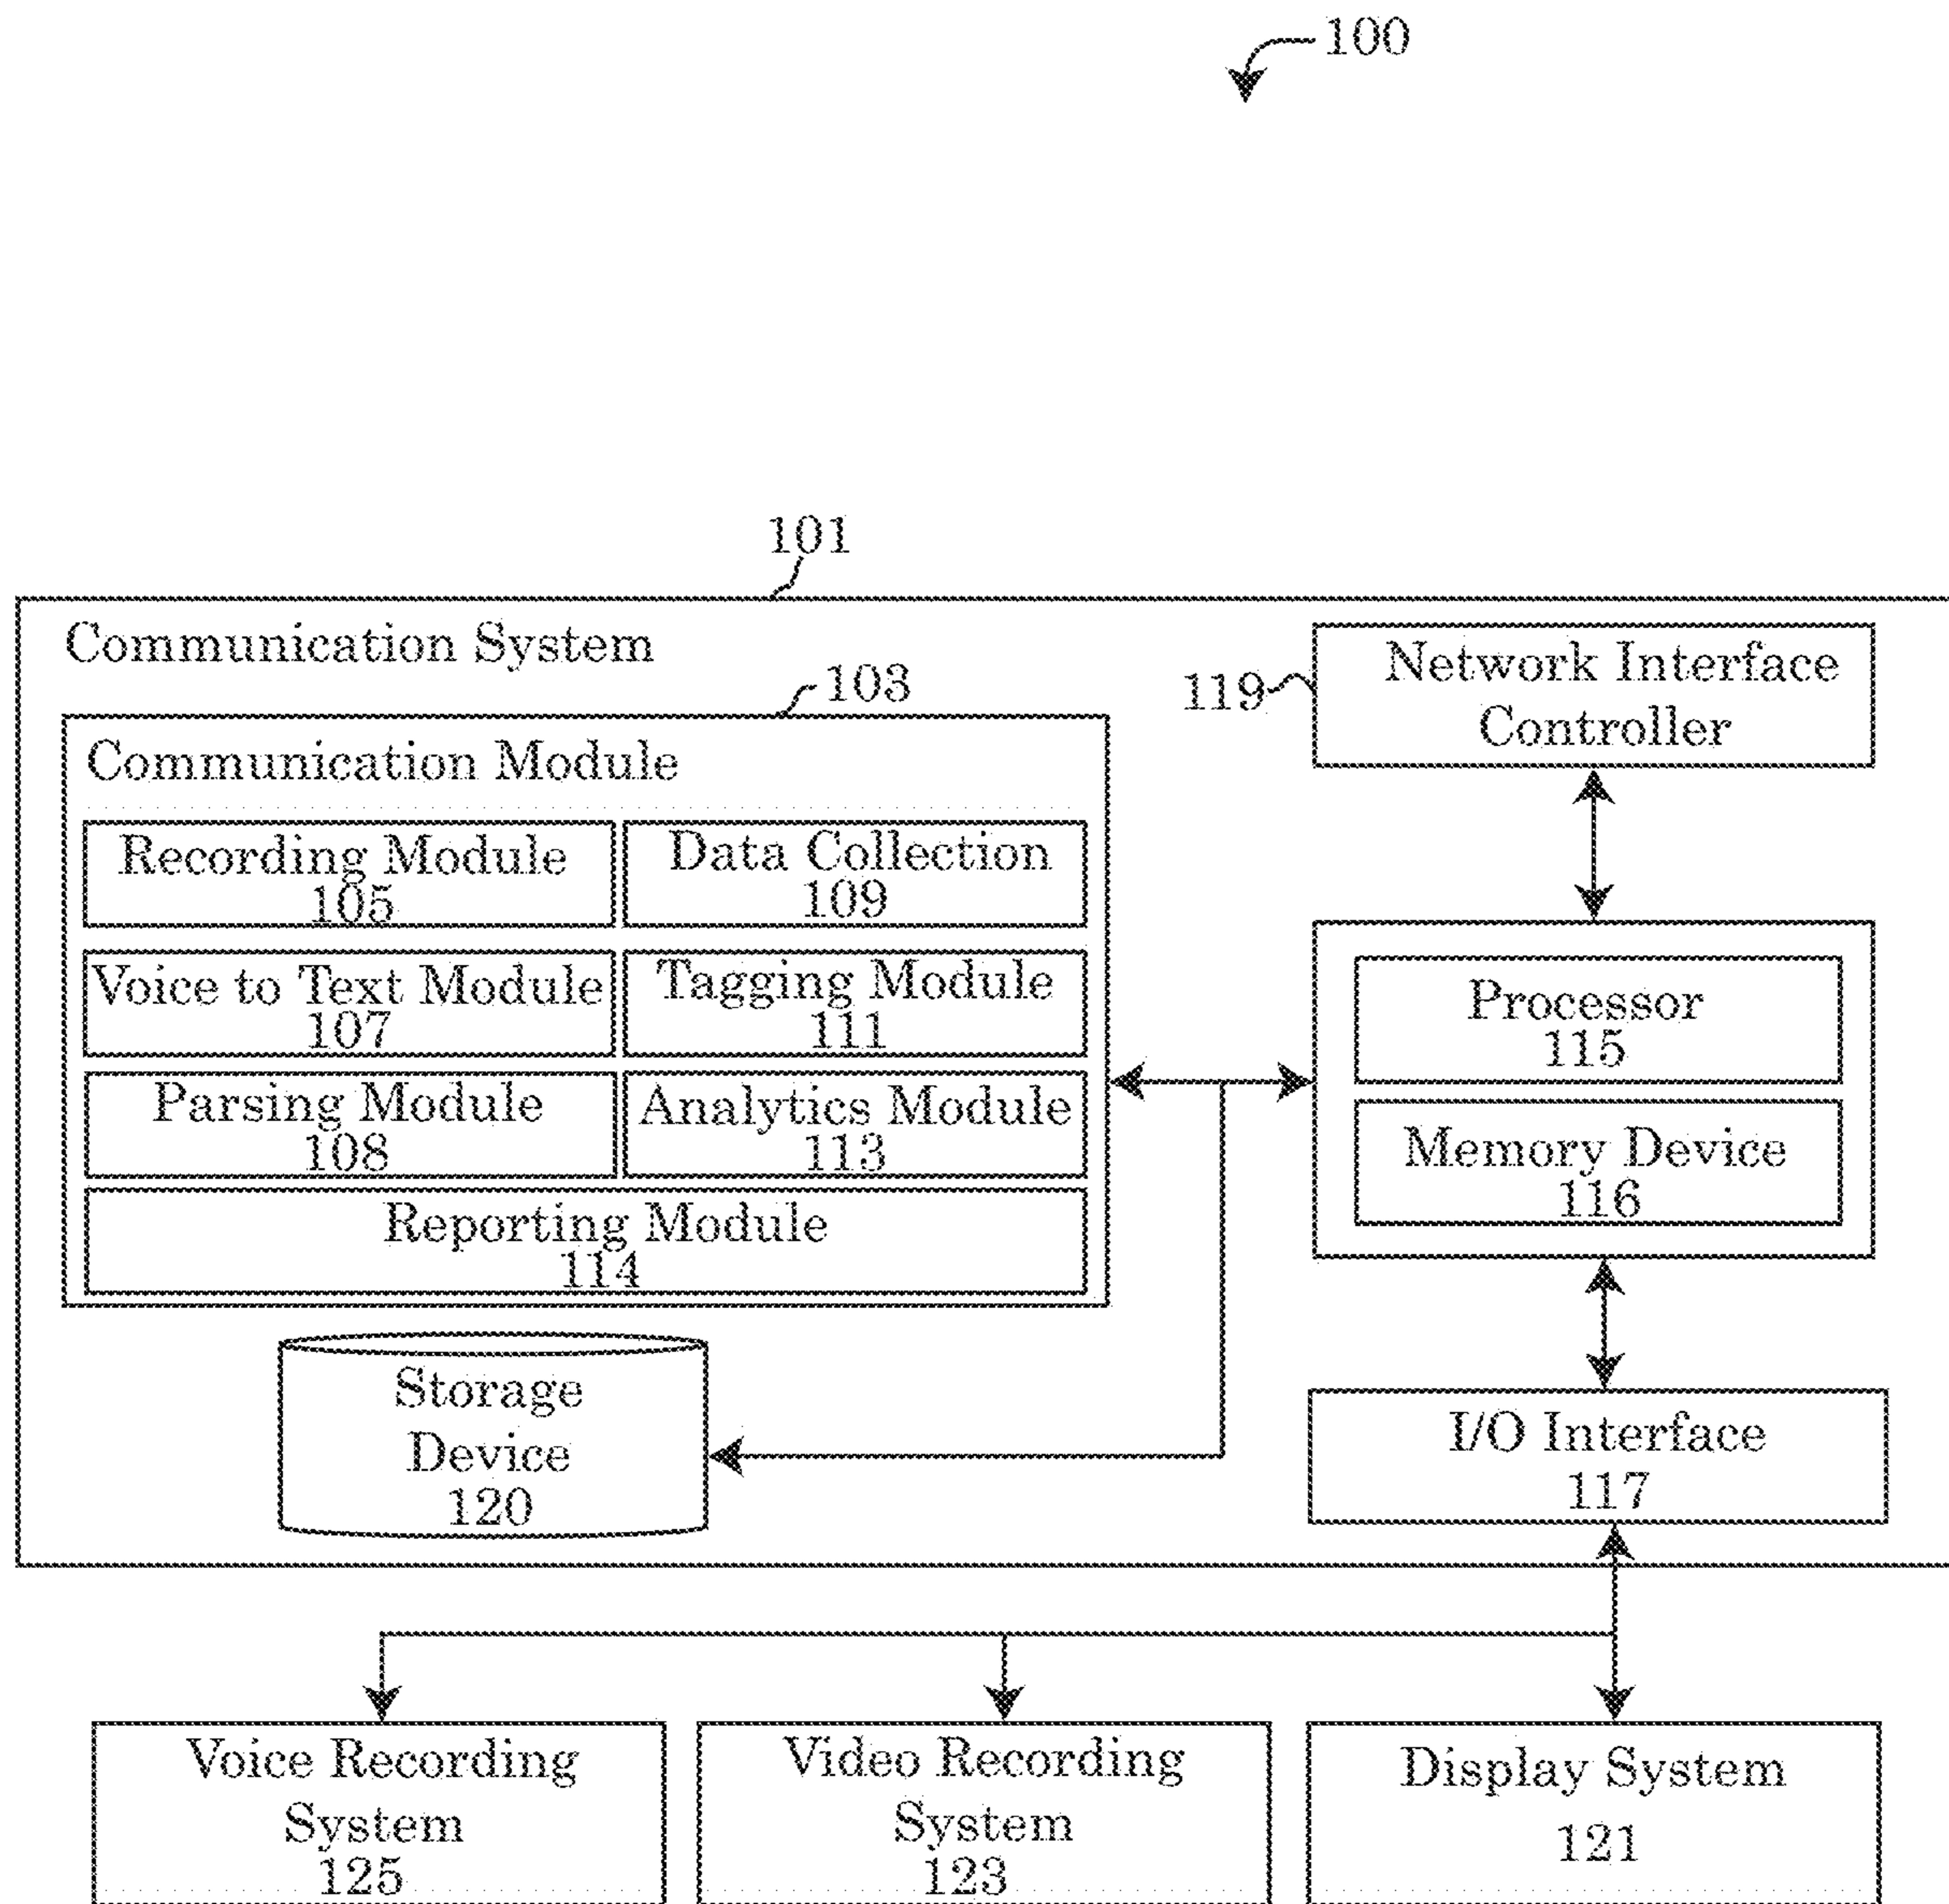 100
101
Communication System
103
Communication Module
Recording Module
105
Data Collection
109
Voice to Text Module
107
Tagging Module
111
Parsing Module
108
Analytics Module
113
Reporting Module
114
Storage
Device
120
119
Network Interface
Controller
Processor
115
Memory Device
116
I/O Interface
117
Voice Recording
System
125
Video Recording
System
123
Display System
121